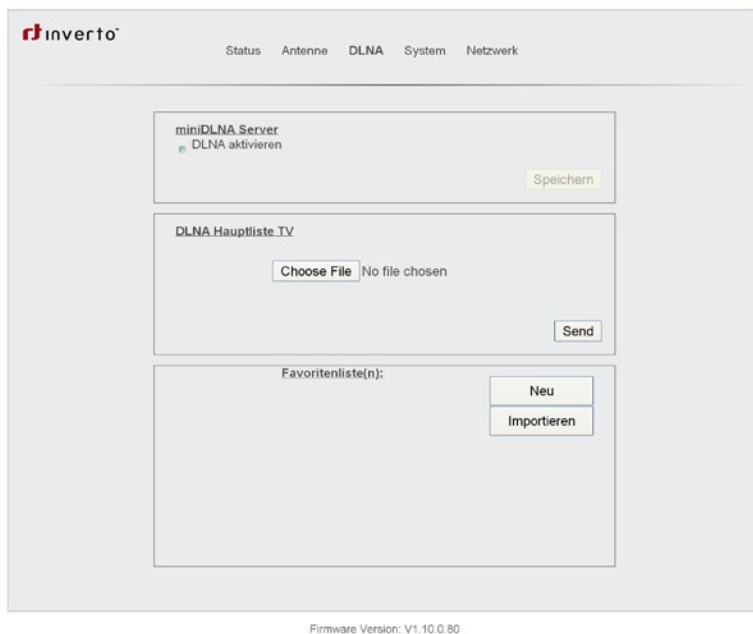 inverto
Status Antenne DLNA System Netzwerk
miniDLNA Server
DLNA aktivieren
Speichern
DLNA Hauptliste TV
Choose File No file chosen
Send
Favoritenliste(n):
Neu
Importieren
Firmware Version: V1.10.0.80